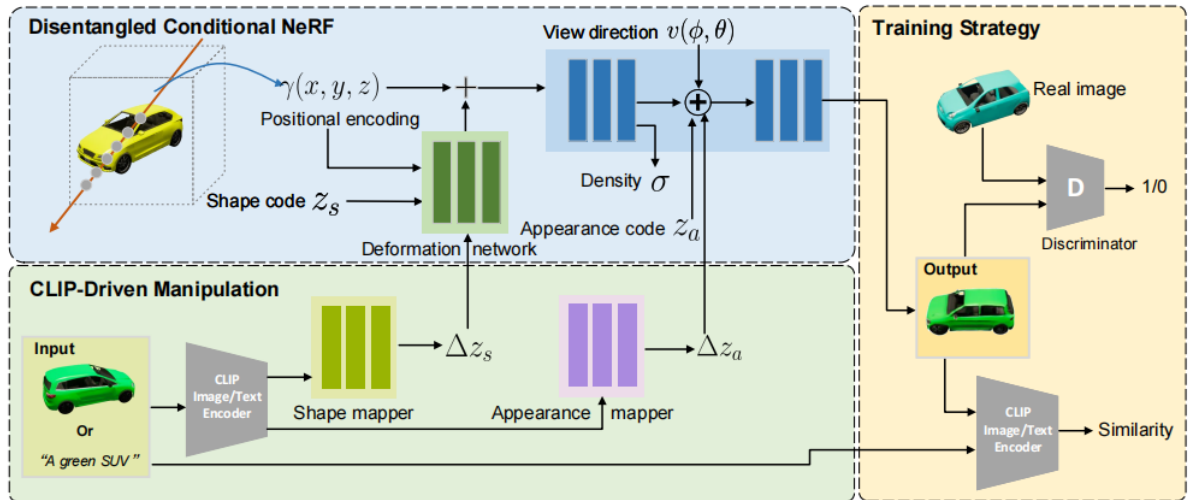 Disentangled Conditional NeRF
View direction v(ϕ, θ)
γ(x, y, z)
+
+
Positional encoding
Shape code z_s
Density σ
Appearance code z_a
Deformation network
CLIP-Driven Manipulation
Input
Or
"A green SUV"
CLIP
Image/Text
Encoder
Shape mapper
Δz_s
Appearance mapper
Δz_a
Training Strategy
Real image
D
1/0
Discriminator
Output
CLIP
Image/Text
Encoder
Similarity